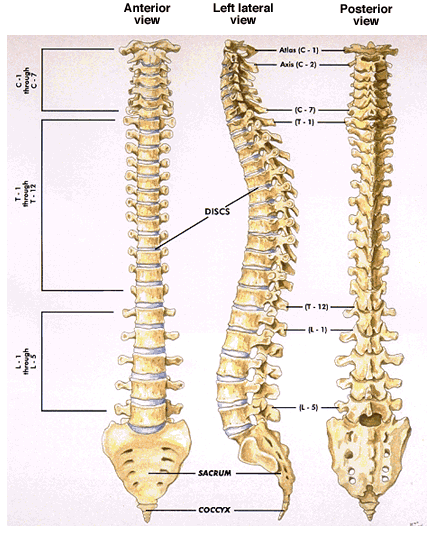 Anterior
view
Left lateral
view
Posterior
view
Atlas (C - 1)
Axis (C - 2)
C - 1
through
C - 7
(C - 7)
(T - 1)
T - 1
through
T - 12
DISCS
(T - 12)
(L - 1)
L - 1
through
L - 5
(L - 5)
SACRUM
COCCYX